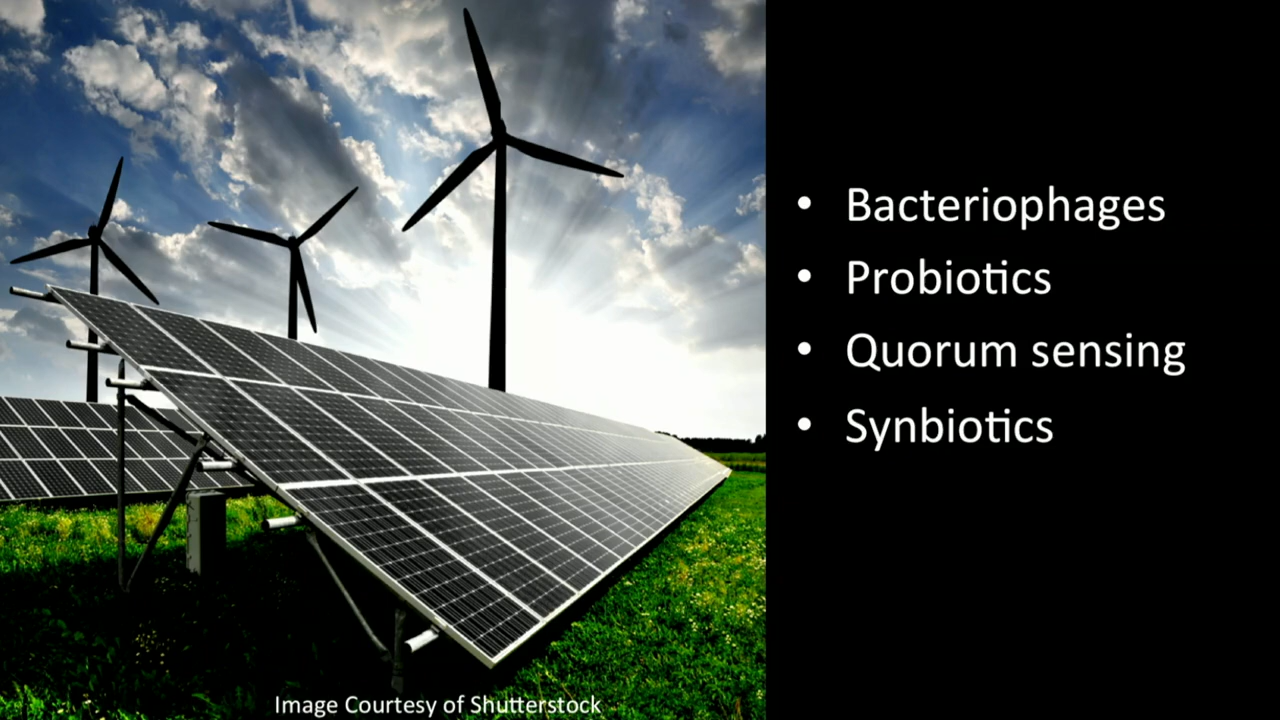 • Bacteriophages
• Probiotics
• Quorum sensing
• Synbiotics
Image Courtesy of Shutterstock